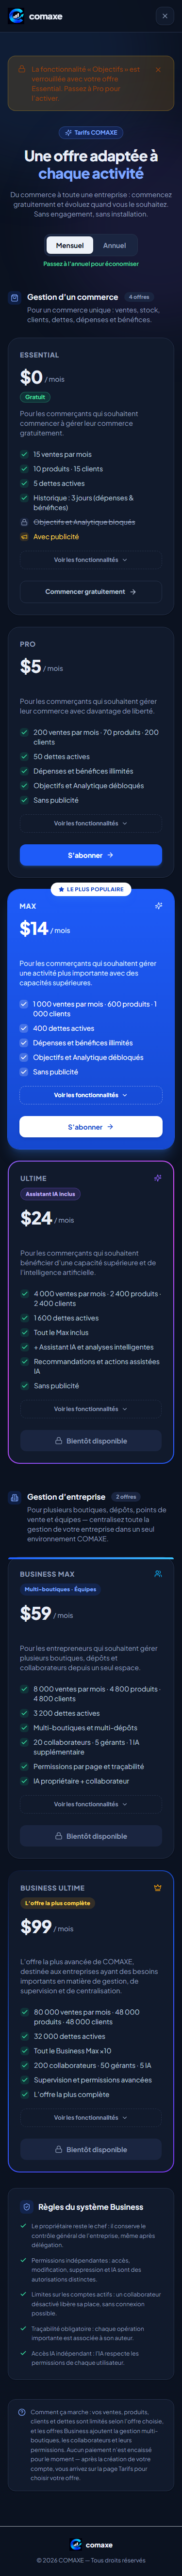 comaxe
La fonctionnalité « Objectifs » est
verrouillée avec votre offre
Essential. Passez à Pro pour
l'activer.
Tarifs COMAXE
Une offre adaptée à
chaque activité
Du commerce à toute une entreprise : commencez
gratuitement et évoluez quand vous le souhaitez.
Sans engagement, sans installation.
Mensuel
Annuel
Passez à l'annuel pour économiser
Gestion d'un commerce
4 offres
Pour un commerce unique : ventes, stock,
clients, dettes, dépenses et bénéfices.
ESSENTIAL
$0 / mois
Gratuit
Pour les commerçants qui souhaitent
commencer à gérer leur commerce
gratuitement.
15 ventes par mois
10 produits · 15 clients
5 dettes actives
Historique : 3 jours (dépenses &
bénéfices)
Objectifs et Analytique bloqués
Avec publicité
Voir les fonctionnalités
Commencer gratuitement
PRO
$5 / mois
Pour les commerçants qui souhaitent gérer
leur commerce avec davantage de liberté.
200 ventes par mois · 70 produits · 200
clients
50 dettes actives
Dépenses et bénéfices illimités
Objectifs et Analytique débloqués
Sans publicité
Voir les fonctionnalités
S'abonner
LE PLUS POPULAIRE
MAX
$14 / mois
Pour les commerçants qui souhaitent gérer
une activité plus importante avec des
capacités supérieures.
1 000 ventes par mois · 600 produits · 1
000 clients
400 dettes actives
Dépenses et bénéfices illimités
Objectifs et Analytique débloqués
Sans publicité
Voir les fonctionnalités
S'abonner
ULTIME
Assistant IA inclus
$24 / mois
Pour les commerçants qui souhaitent
bénéficier d'une capacité supérieure et de
l'intelligence artificielle.
4 000 ventes par mois · 2 400 produits ·
2 400 clients
1 600 dettes actives
Tout le Max inclus
+ Assistant IA et analyses intelligentes
Recommandations et actions assistées
IA
Sans publicité
Voir les fonctionnalités
Bientôt disponible
Gestion d'entreprise
2 offres
Pour plusieurs boutiques, dépôts, points de
vente et équipes — centralisez toute la
gestion de votre entreprise dans un seul
environnement COMAXE.
BUSINESS MAX
Multi-boutiques · Équipes
$59 / mois
Pour les entrepreneurs qui souhaitent gérer
plusieurs boutiques, dépôts et
collaborateurs depuis un seul espace.
8 000 ventes par mois · 4 800 produits ·
4 800 clients
3 200 dettes actives
Multi-boutiques et multi-dépôts
20 collaborateurs · 5 gérants · 1 IA
supplémentaire
Permissions par page et traçabilité
IA propriétaire + collaborateur
Voir les fonctionnalités
Bientôt disponible
BUSINESS ULTIME
L'offre la plus complète
$99 / mois
L'offre la plus avancée de COMAXE,
destinée aux entreprises ayant des besoins
importants en matière de gestion, de
supervision et de centralisation.
80 000 ventes par mois · 48 000
produits · 48 000 clients
32 000 dettes actives
Tout le Business Max ×10
200 collaborateurs · 50 gérants · 5 IA
Supervision et permissions avancées
L'offre la plus complète
Voir les fonctionnalités
Bientôt disponible
Règles du système Business
Le propriétaire reste le chef : il conserve le
contrôle général de l'entreprise, même après
délégation.
Permissions indépendantes : accès,
modification, suppression et IA sont des
autorisations distinctes.
Limites sur les comptes actifs : un collaborateur
désactivé libère sa place, sans connexion
possible.
Traçabilité obligatoire : chaque opération
importante est associée à son auteur.
Accès IA indépendant : l'IA respecte les
permissions de chaque utilisateur.
Comment ça marche : vos ventes, produits,
clients et dettes sont limités selon l'offre choisie,
et les offres Business ajoutent la gestion multi-
boutiques, les collaborateurs et leurs
permissions. Aucun paiement n'est encaissé
pour le moment — après la création de votre
compte, vous arrivez sur la page Tarifs pour
choisir votre offre.
comaxe
© 2026 COMAXE — Tous droits réservés